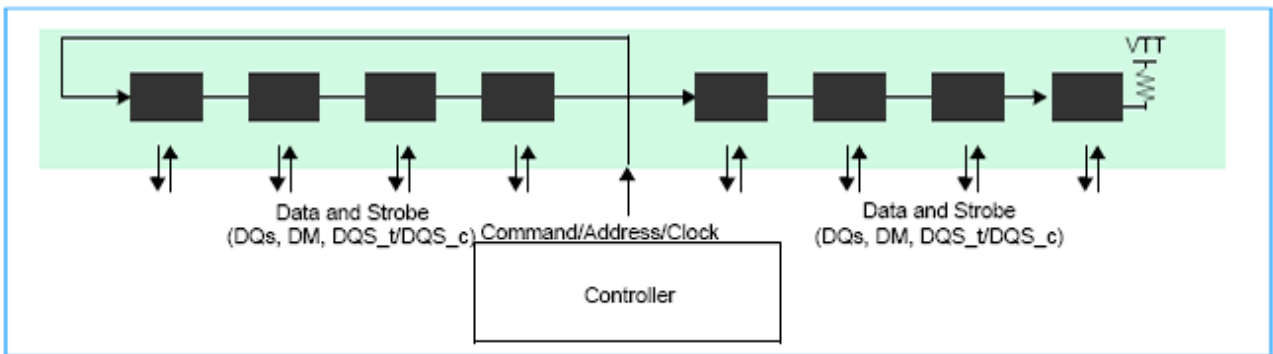 VTT
Data and Strobe
(DQs, DM, DQS_t/DQS_c)
Command/Address/Clock
Data and Strobe
(DQs, DM, DQS_t/DQS_c)
Controller